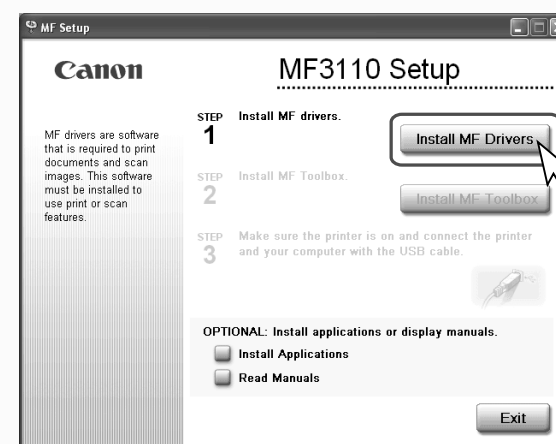 MF Setup
Canon
MF3110 Setup
MF drivers are software
that is required to print
documents and scan
images. This software
must be installed to
use print or scan
features.
STEP 1 Install MF drivers.
Install MF Drivers
STEP 2 Install MF Toolbox.
Install MF Toolbox
STEP 3 Make sure the printer is on and connect the printer
and your computer with the USB cable.
OPTIONAL: Install applications or display manuals.
Install Applications
Read Manuals
Exit